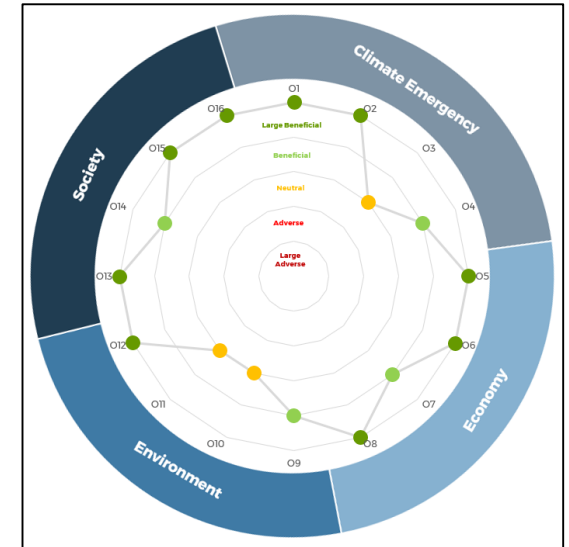 Climate Emergency
Society
Economy
Environment
O1
O2
O3
O4
O5
O6
O7
O8
O9
O10
O11
O12
O13
O14
O15
O16
Large Beneficial
Beneficial
Neutral
Adverse
Large
Adverse